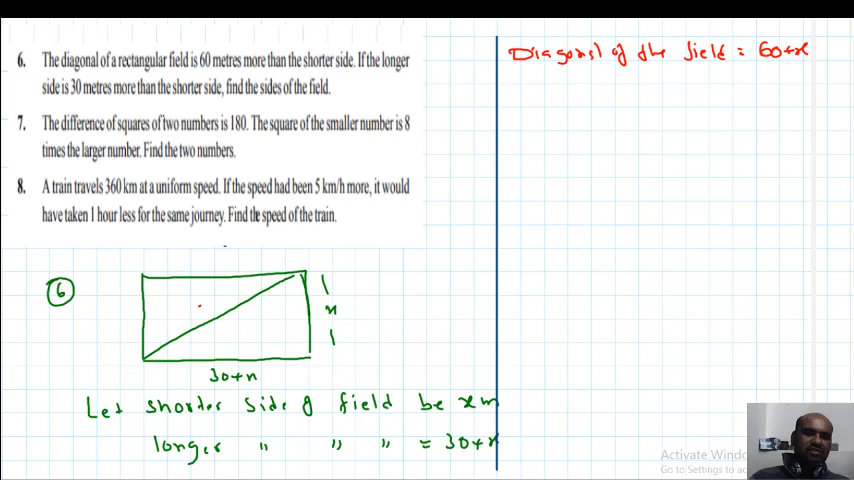 6. The diagonal of a rectangular field is 60 metres more than the shorter side. If the longer
side is 30 metres more than the shorter side, find the sides of the field.
7. The difference of squares of two numbers is 180. The square of the smaller number is 8
times the larger number. Find the two numbers.
8. A train travels 360 km at a uniform speed. If the speed had been 5 km/h more, it would
have taken 1 hour less for the same journey. Find the speed of the train.
Diagonal of the field = 60+x
6
x
30+x
Let shorter side of field be x m
longer " " " = 30+x
Activate Window
Go to Settings to a